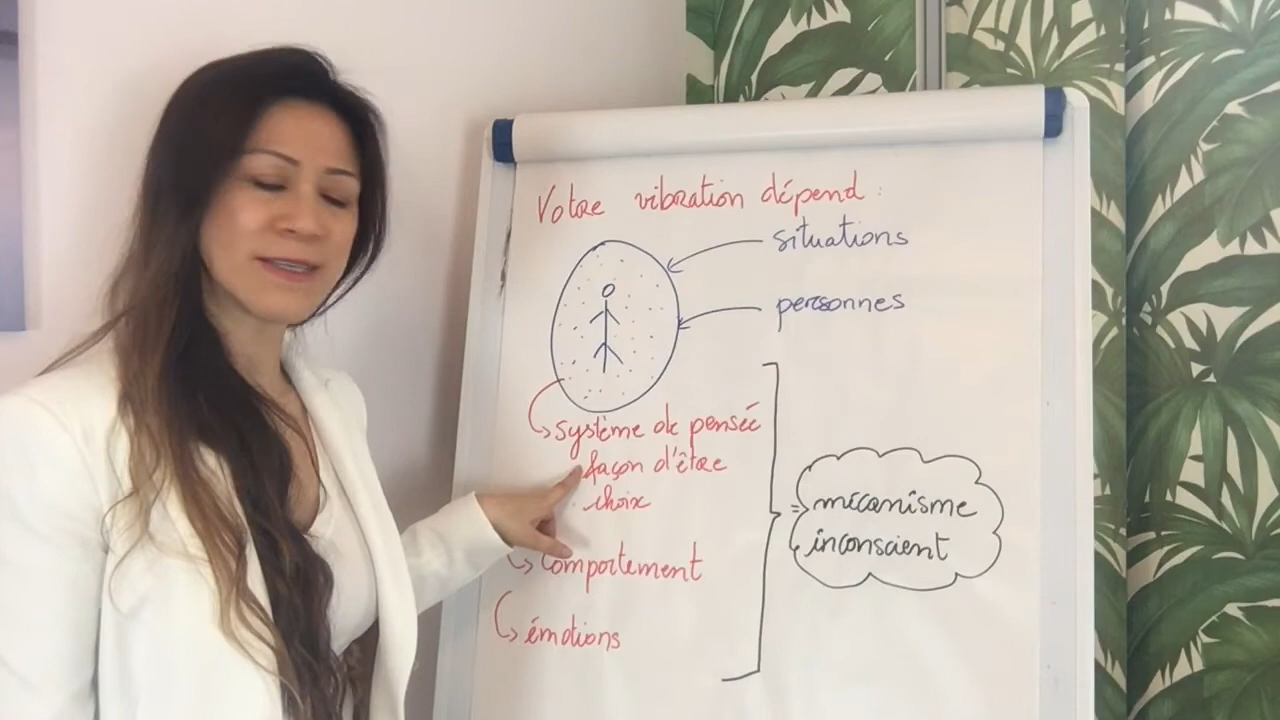 Votre vibration dépend :
situations
personnes
système de pensée
façon d'être
choix
comportement
émotions
= mécanisme
inconscient